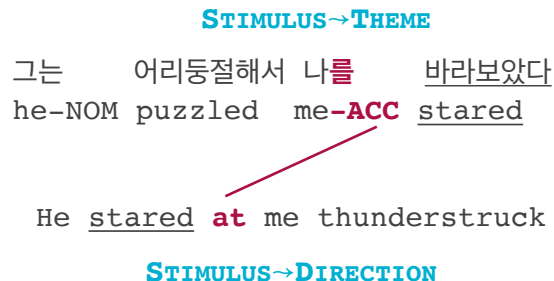 STIMULUS→THEME
그는 어리둥절해서 나를 바라보았다
he-NOM puzzled me-ACC stared
He stared at me thunderstruck
STIMULUS→DIRECTION